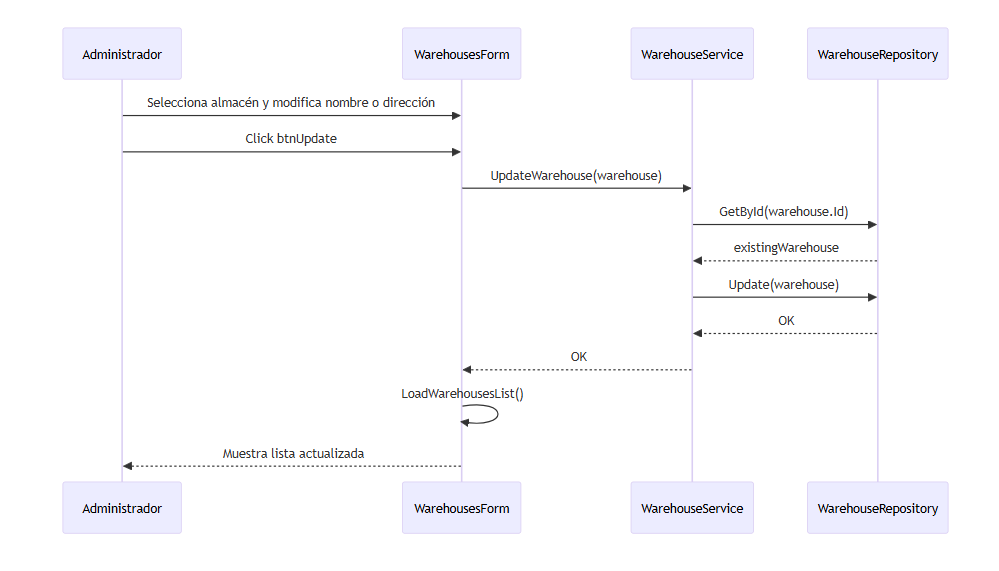 Administrador
WarehousesForm
WarehouseService
WarehouseRepository
Selecciona almacén y modifica nombre o dirección
Click btnUpdate
UpdateWarehouse(warehouse)
GetById(warehouse.Id)
existingWarehouse
Update(warehouse)
OK
OK
LoadWarehousesList()
Muestra lista actualizada
Administrador
WarehousesForm
WarehouseService
WarehouseRepository